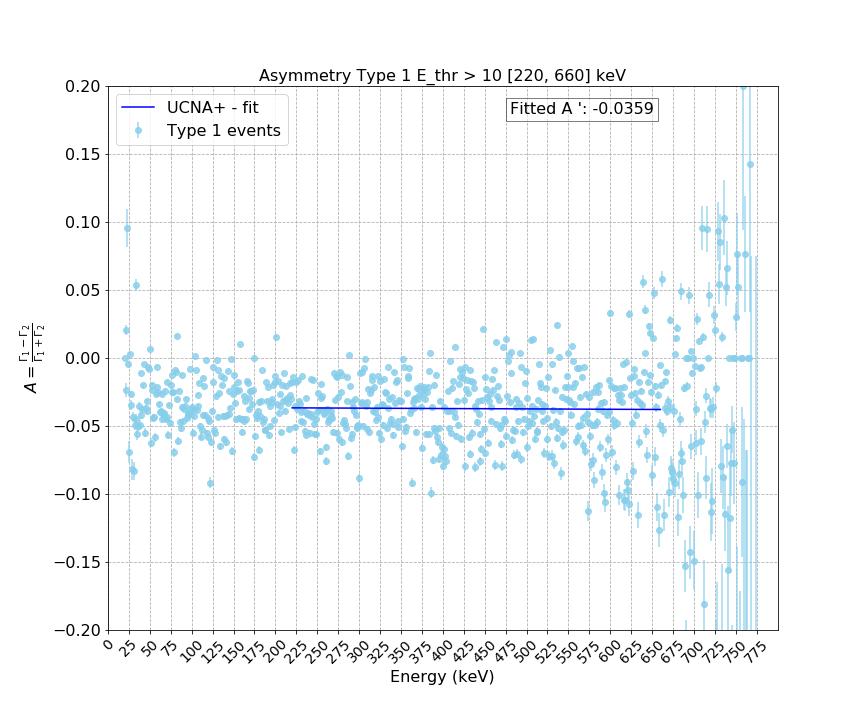 Asymmetry Type 1 E_thr > 10 [220, 660] keV
UCNA+ - fit
Type 1 events
Fitted A ': -0.0359
0.20
0.15
0.10
0.05
0.00
−0.05
−0.10
−0.15
−0.20
A = Γ1 − Γ2 / Γ1 + Γ2
0 25 50 75 100 125 150 175 200 225 250 275 300 325 350 375 400 425 450 475 500 525 550 575 600 625 650 675 700 725 750 775
Energy (keV)